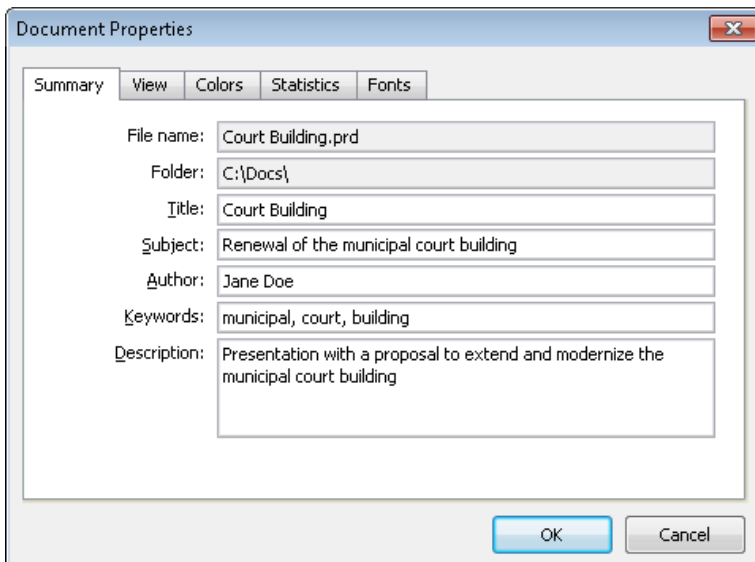 Document Properties
Summary View Colors Statistics Fonts
File name: Court Building.prd
Folder: C:\Docs\
Title: Court Building
Subject: Renewal of the municipal court building
Author: Jane Doe
Keywords: municipal, court, building
Description: Presentation with a proposal to extend and modernize the
municipal court building
OK Cancel